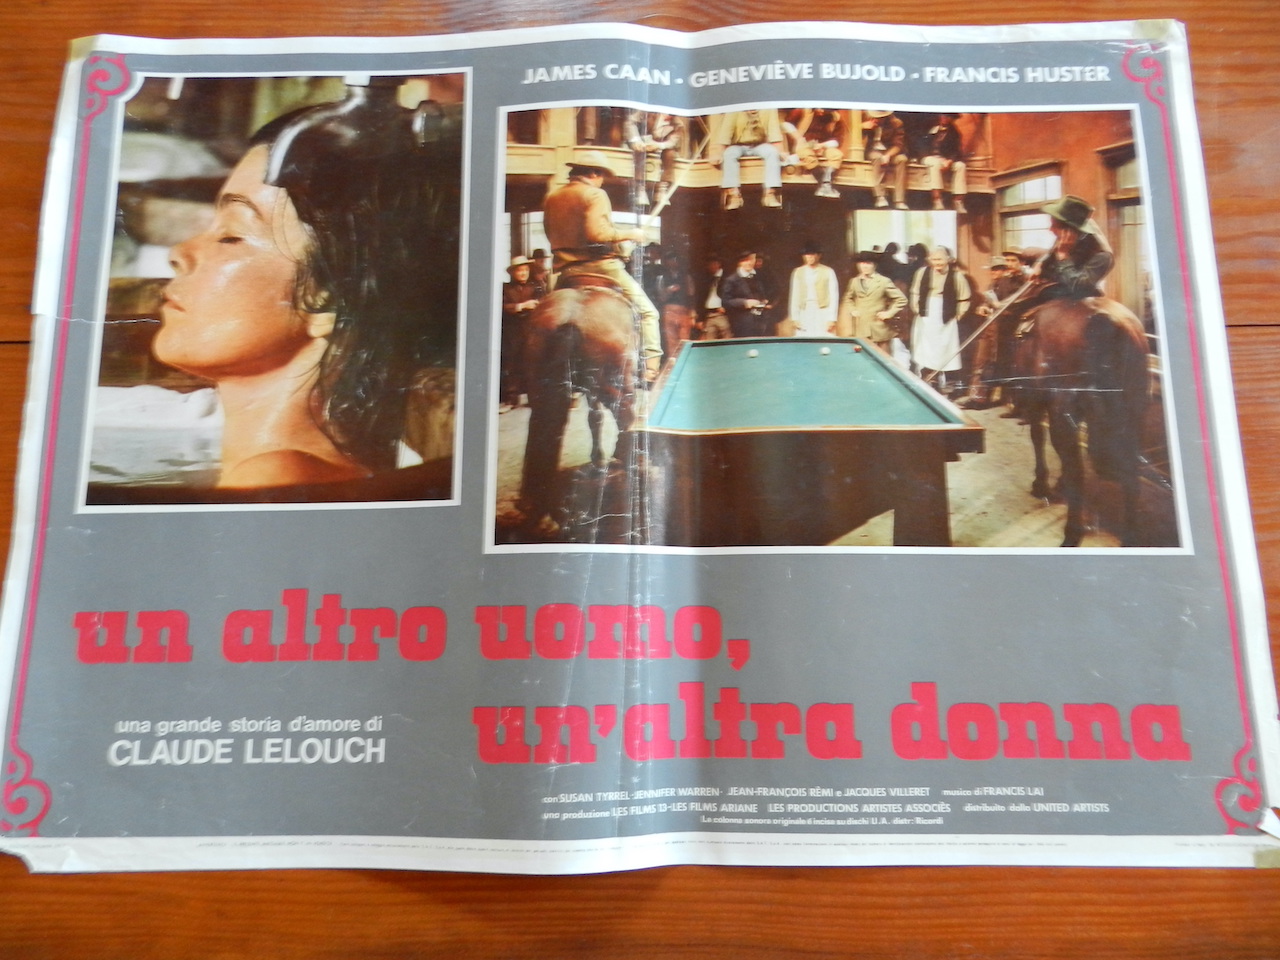 JAMES CAAN - GENEVIÈVE BUJOLD - FRANCIS HUSTER
un altro uomo,
un'altra donna
una grande storia d'amore di
CLAUDE LELOUCH
con SUSAN TYRREL - JENNIFER WARREN - JEAN-FRANÇOIS RÊMI e JACQUES VILLERET musica di FRANCIS LAI
una produzione LES FILMS 13-LES FILMS ARIANE LES PRODUCTIONS ARTISTES ASSOCIÈS distribuito dalla UNITED ARTISTS
La colonna sonora originale è incisa su dischi U.A. distr: Ricordi